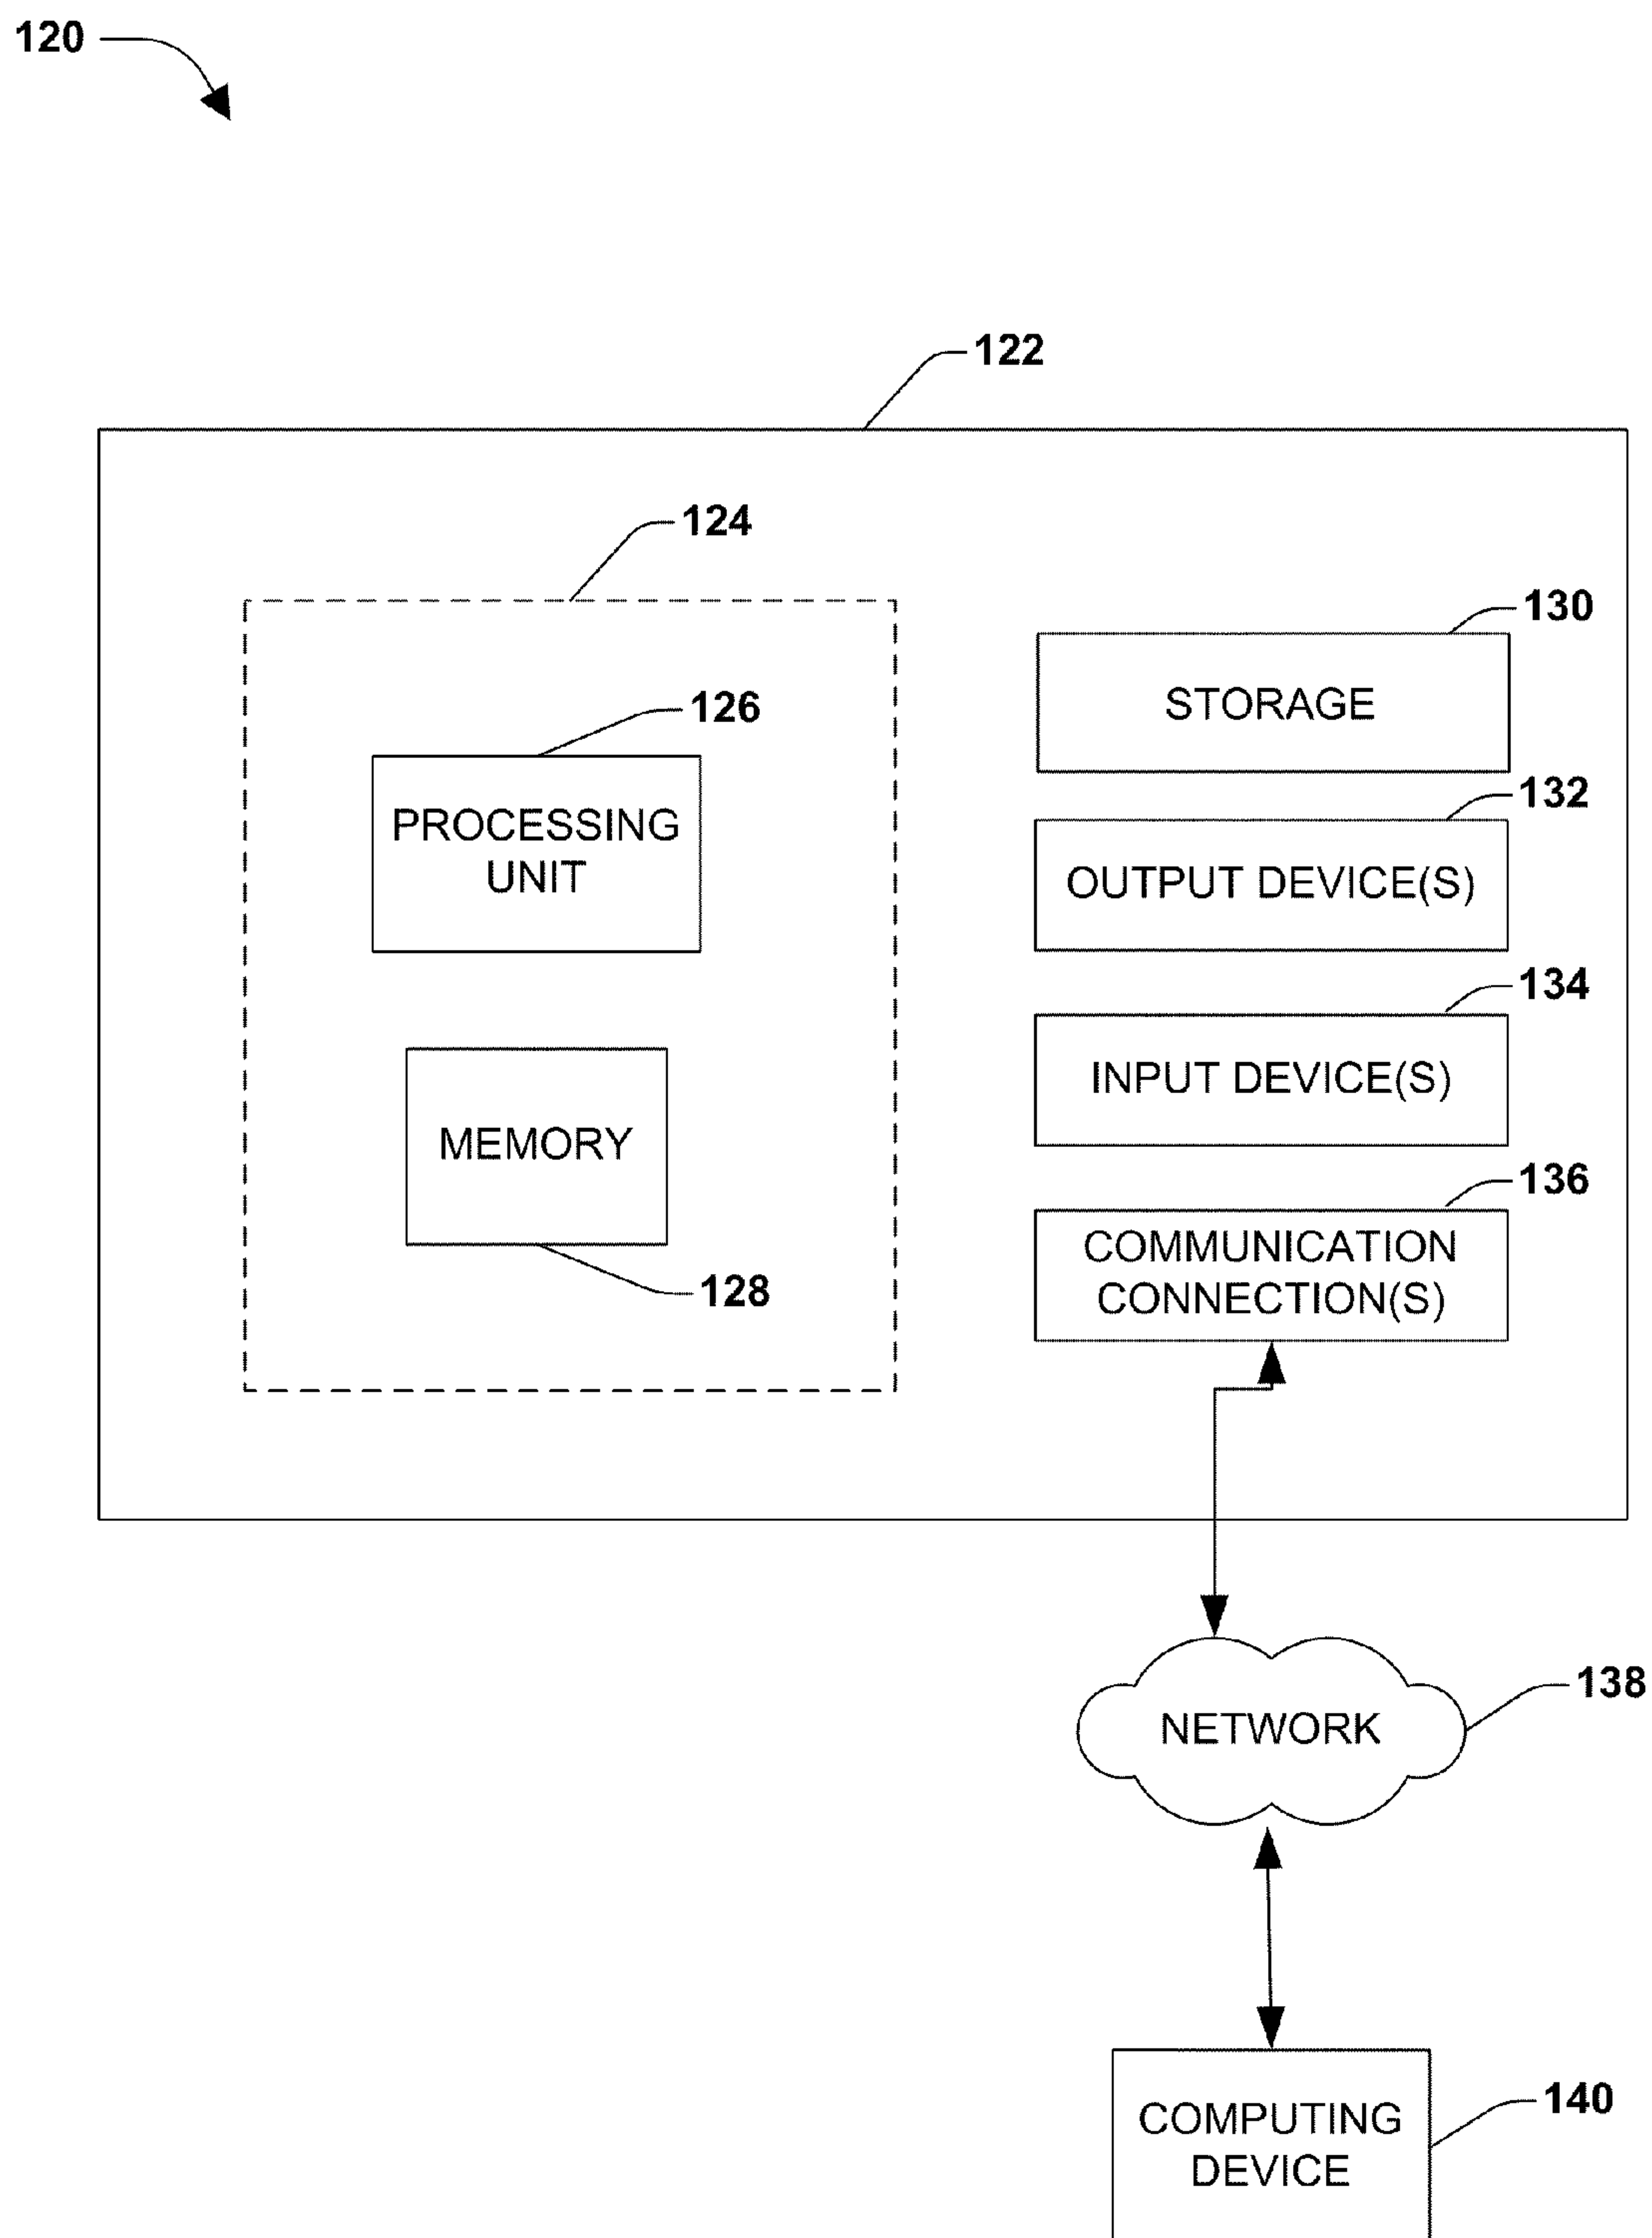 120
122
124
130
STORAGE
126
PROCESSING
UNIT
132
OUTPUT DEVICE(S)
134
INPUT DEVICE(S)
MEMORY
128
136
COMMUNICATION
CONNECTION(S)
138
NETWORK
140
COMPUTING
DEVICE